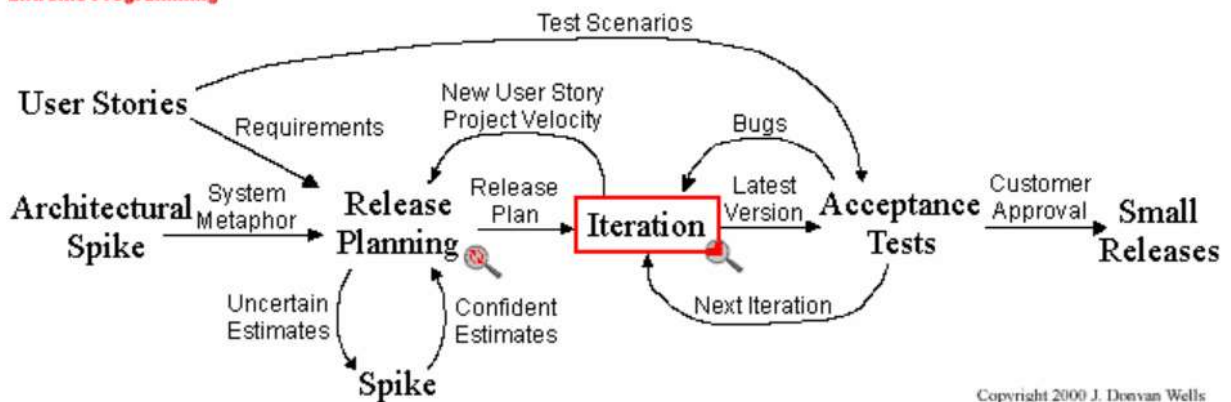 Test Scenarios
User Stories
New User Story
Project Velocity
Bugs
Requirements
Architectural
Spike
System
Metaphor
Release
Planning
Release
Plan
Iteration
Latest
Version
Acceptance
Tests
Customer
Approval
Small
Releases
Uncertain
Estimates
Confident
Estimates
Next Iteration
Spike
Copyright 2000 J. Donvan Wells